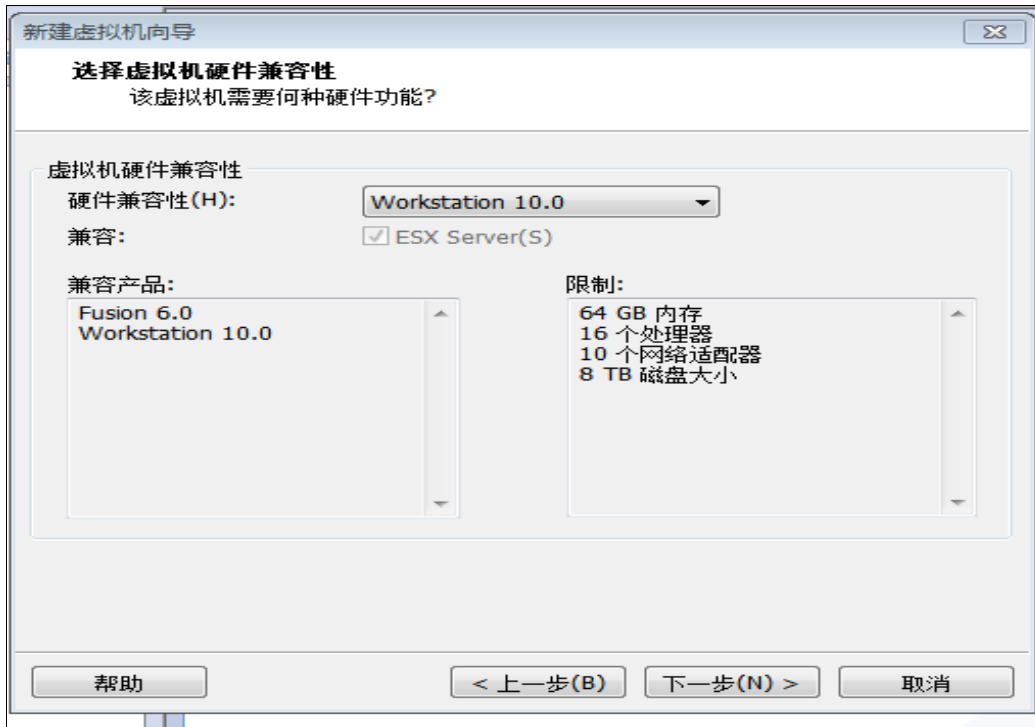 新建虚拟机向导
选择虚拟机硬件兼容性
该虚拟机需要何种硬件功能?
虚拟机硬件兼容性
硬件兼容性(H): Workstation 10.0
兼容: ESX Server(S)
兼容产品: 限制:
Fusion 6.0
Workstation 10.0
64 GB 内存
16 个处理器
10 个网络适配器
8 TB 磁盘大小
帮助 < 上一步(B) 下一步(N) > 取消